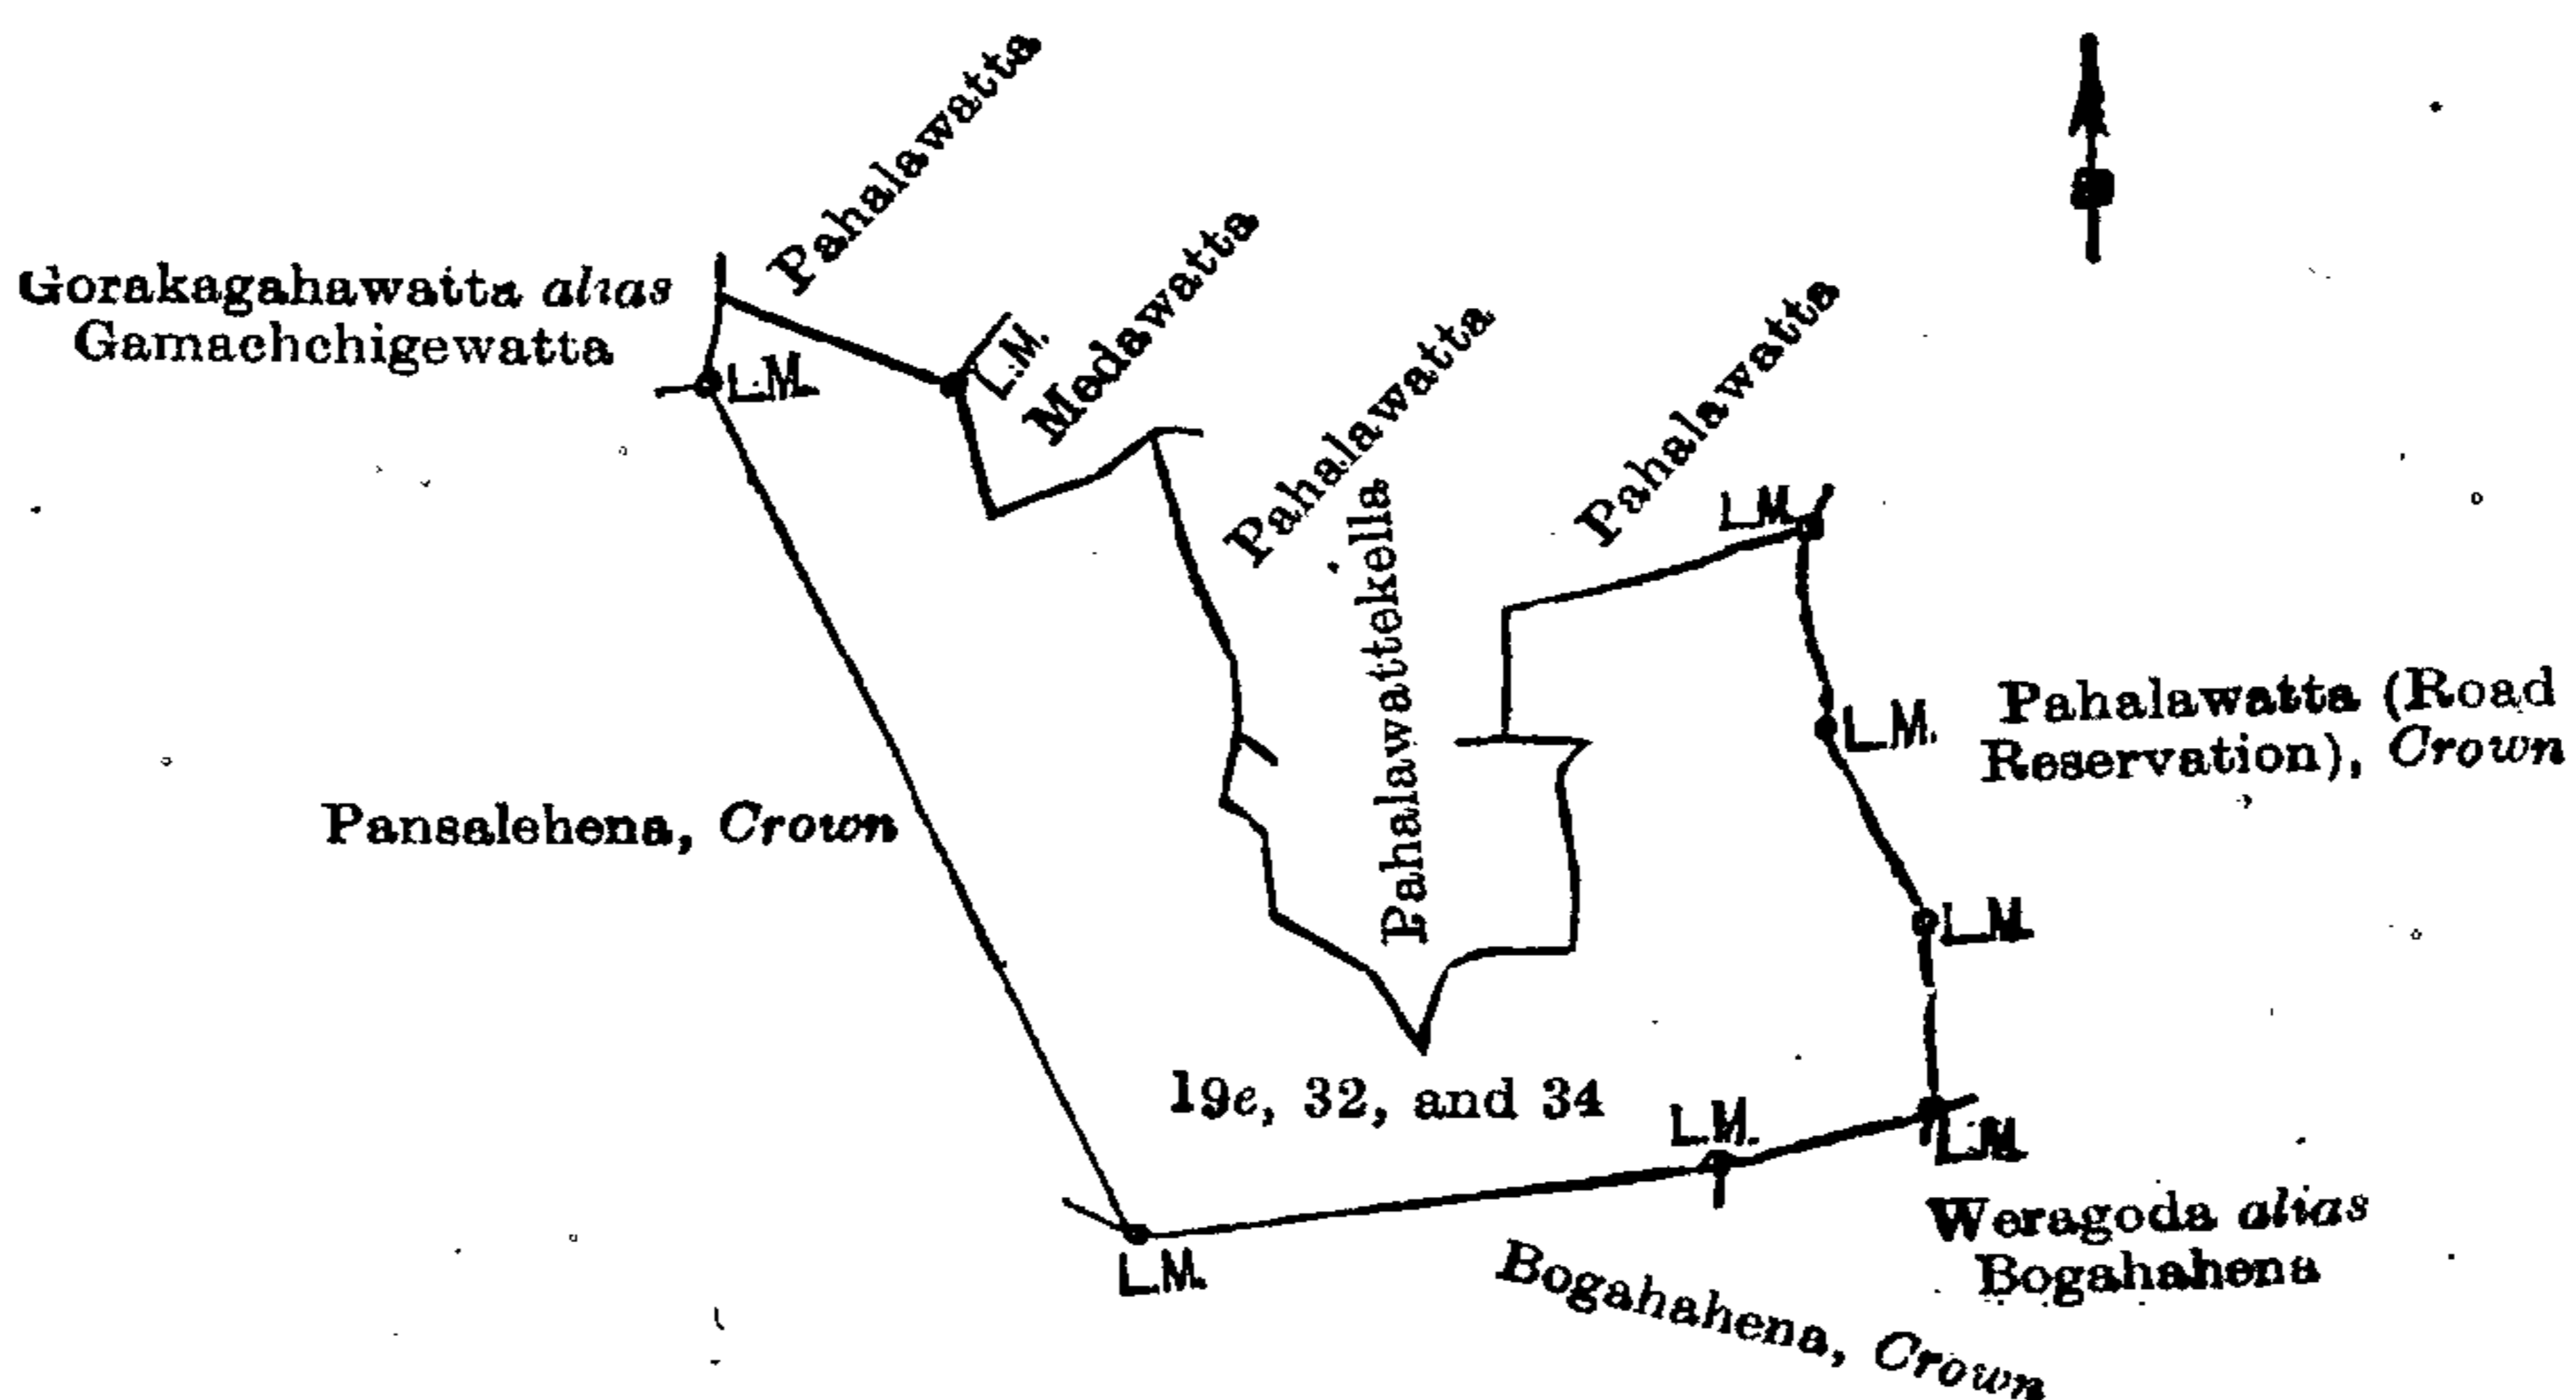 Pahalawatta
Gorakagahawatta alias
Gamachchigewatta
L.M.
L.M.
Medawatta
Pahalawatta
Pahalawattekella
Pahalawatta
L.M.
Pahalawatta (Road
Reservation), Crown
L.M.
Pansalehena, Crown
L.M.
19e, 32, and 34
L.M.
L.M.
L.M.
Weragoda alias
Bogahahena
Bogahahena, Crown